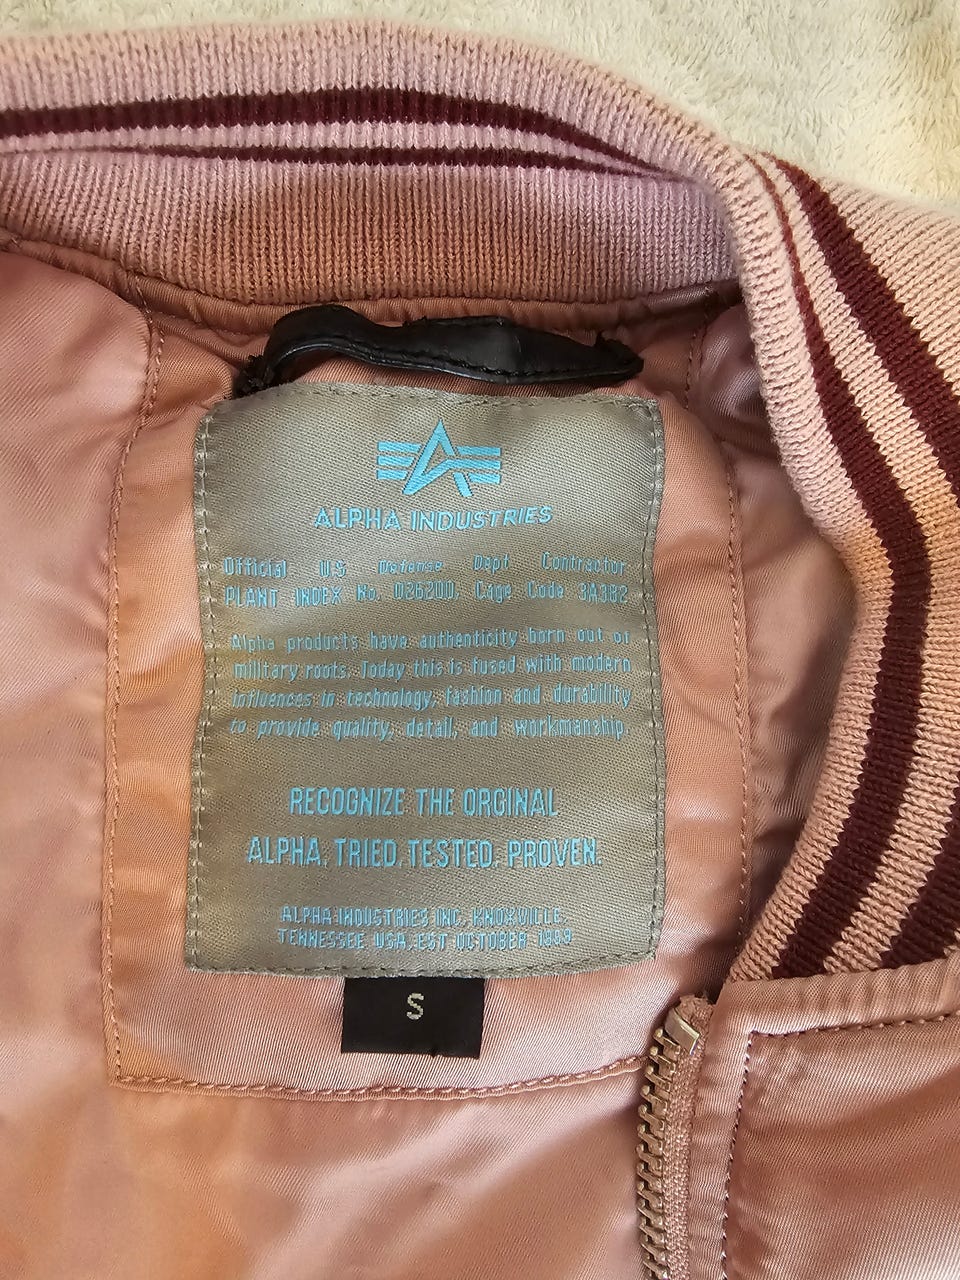 ALPHA INDUSTRIES
Official US Defense Dept Contractor
PLANT INDEX No. 026200, Cage Code 3A382
Alpha products have authenticity born out of
military roots. Today this is fused with modern
influences in technology, fashion and durability
to provide quality, detail, and workmanship.
RECOGNIZE THE ORGINAL
ALPHA, TRIED, TESTED, PROVEN.
ALPHA INDUSTRIES INC. KNOXVILLE,
TENNESSEE USA, EST OCTOBER
S